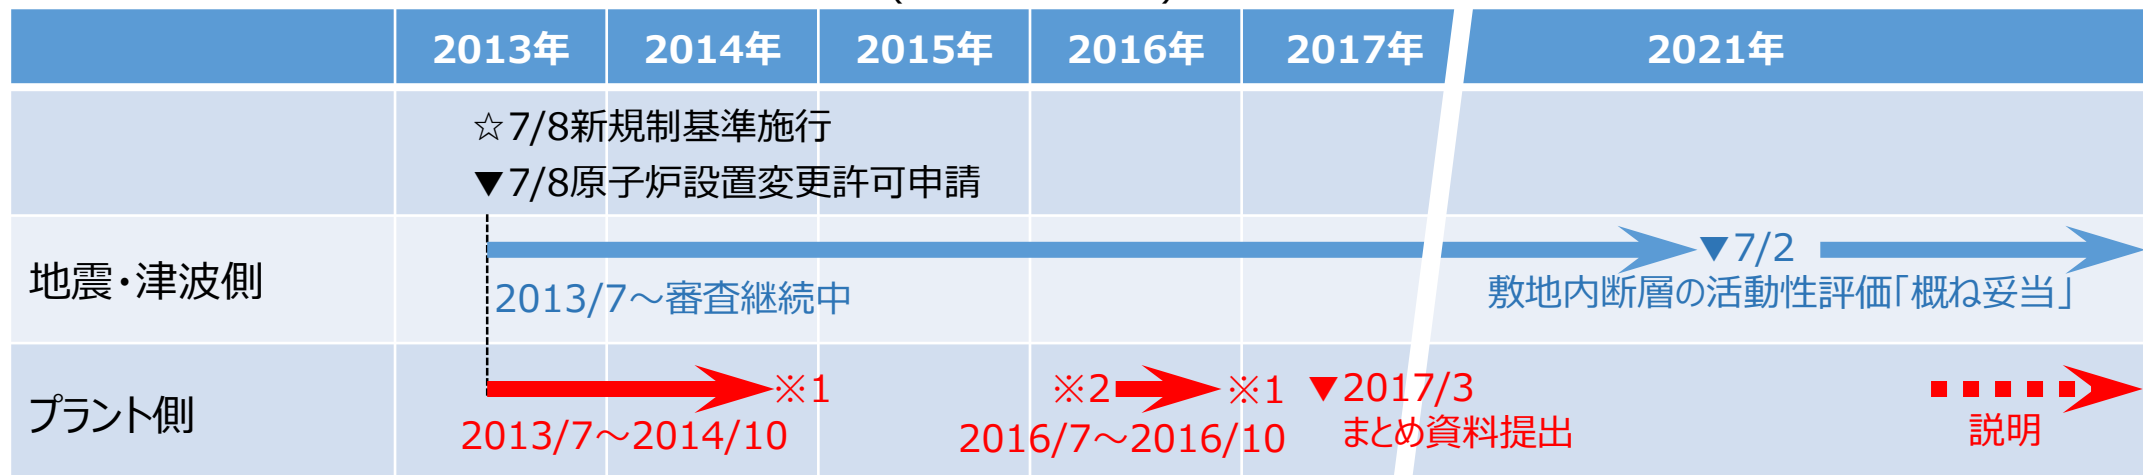 2013年 2014年 2015年 2016年 2017年 2021年
☆7/8新規制基準施行
▼7/8原子炉設置変更許可申請
地震・津波側
▼7/2
2013/7～審査継続中
敷地内断層の活動性評価「概ね妥当」
プラント側
※1 ※2 ※1 ▼2017/3
2013/7～2014/10 2016/7～2016/10 まとめ資料提出 説明